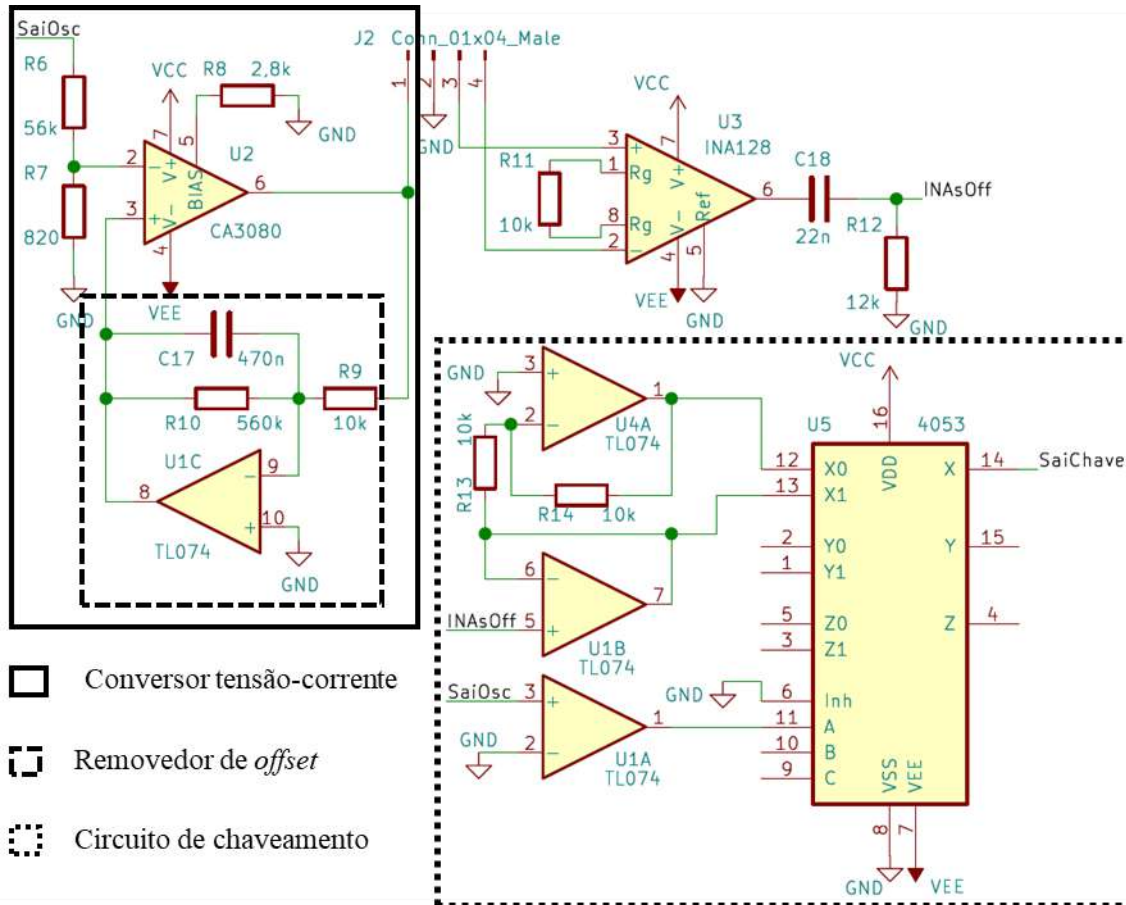 SaiOsc
R6
56k
R7
820
GND
VCC
R8 2,8k
GND
7
5
2
3
4
6
-
+
V+
V-
BIAS
U2
CA3080
VEE
C17 470n
R10 560k
R9
10k
U1C
8
9
10
-
+
TL074
GND
J2 Conn_01x04_Male
1
2
3
4
GND
VCC
U3
INA128
R11
10k
3
1
8
2
+
Rg
Rg
-
V+
V-
Ref
7
6
4
5
VEE
GND
C18
22n
INAsOff
R12
12k
GND
GND
3
2
+
-
1
U4A
TL074
R13
10k
R14 10k
INAsOff
6
5
-
+
7
U1B
TL074
SaiOsc
GND
3
2
+
-
1
U1A
TL074
VCC
16
U5 4053
VDD
12 X0
13 X1
X 14 SaiChave
2 Y0
1 Y1
Y 15
5 Z0
3 Z1
Z 4
GND
6 Inh
11 A
10 B
9 C
VSS
VEE
8
7
GND
VEE
Conversor tensão-corrente
Removedor de offset
Circuito de chaveamento